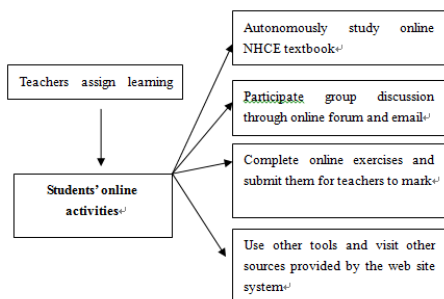 Teachers assign learning
Students' online
activities↵
Autonomously study online
NHCE textbook↵
Participate group discussion
through online forum and email↵
Complete online exercises and
submit them for teachers to
mark↵
Use other tools and visit other
sources provided by the web site
system↵